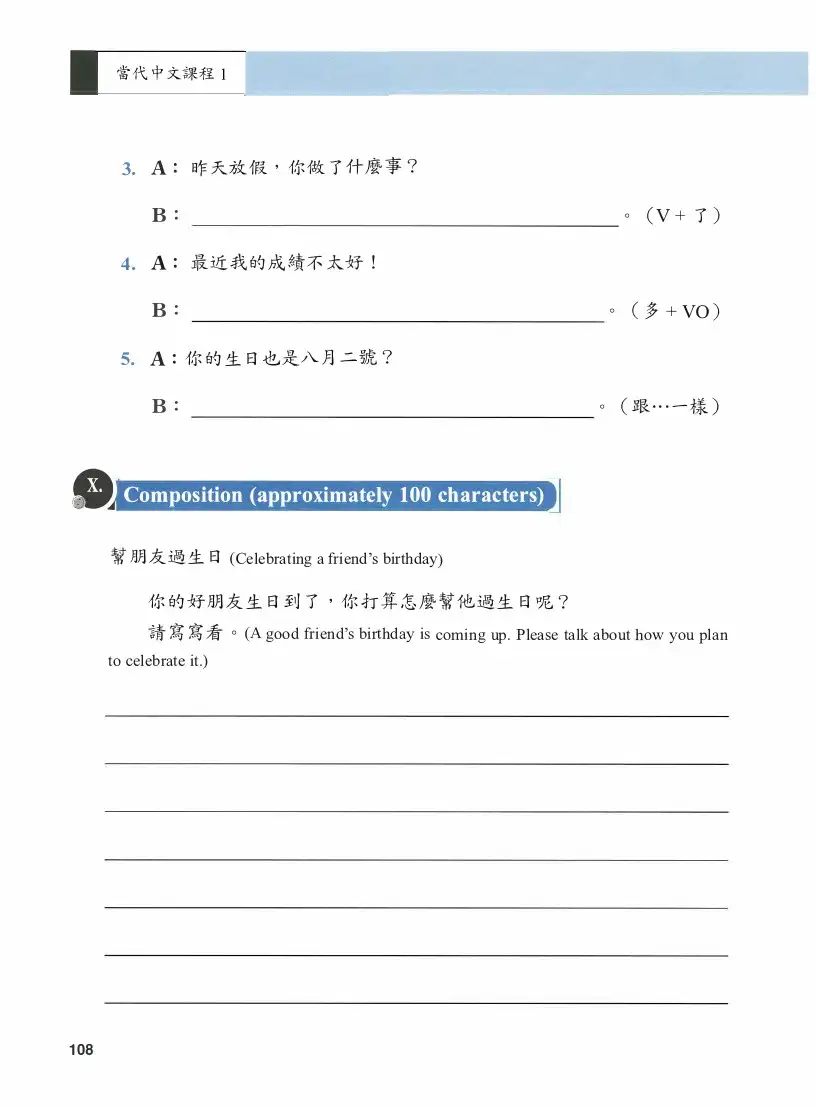 當代中文課程 1
3. A：昨天放假，你做了什麼事？
B：。（V + 了）
4. A：最近我的成績不太好！
B：。（多 + VO）
5. A：你的生日也是八月二號？
B：。（跟…一樣）
X. Composition (approximately 100 characters)
幫朋友過生日 (Celebrating a friend's birthday)
你的好朋友生日到了，你打算怎麼幫他過生日呢？
請寫寫看。(A good friend's birthday is coming up. Please talk about how you plan
to celebrate it.)
108